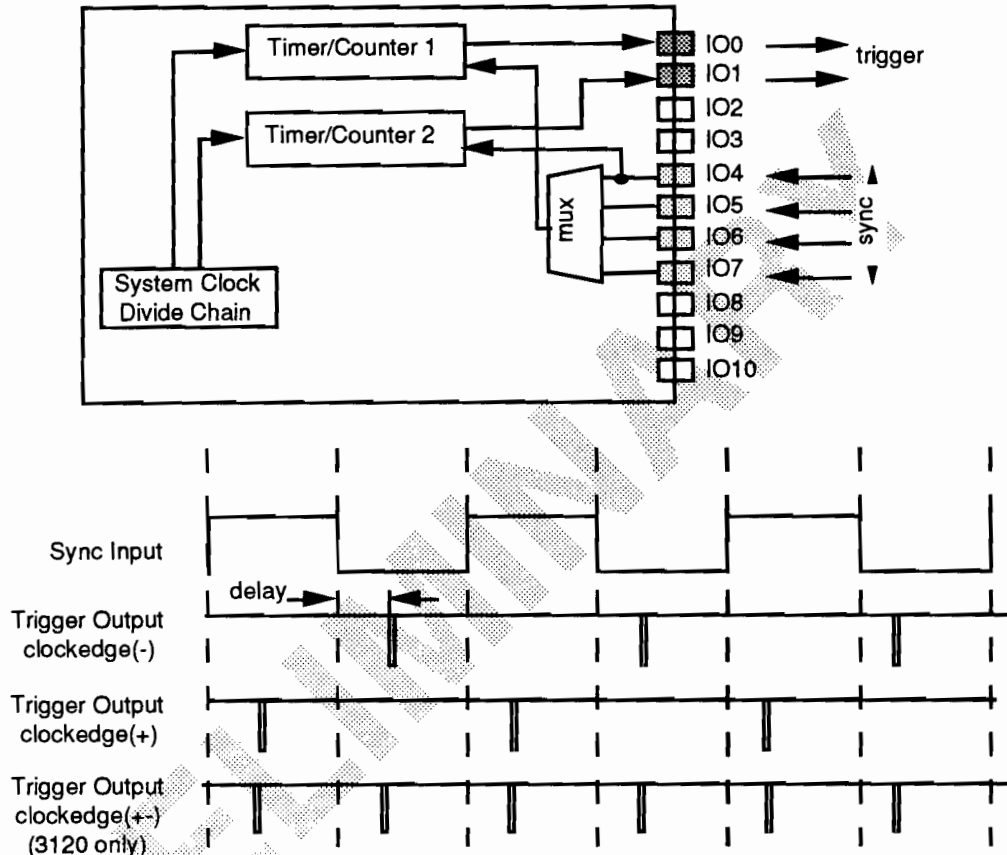 Timer/Counter 1
Timer/Counter 2
System Clock
Divide Chain
mux
IO0
IO1
IO2
IO3
IO4
IO5
IO6
IO7
IO8
IO9
IO10
trigger
sync
Sync Input
delay
Trigger Output
clockedge(-)
Trigger Output
clockedge(+)
Trigger Output
clockedge(+-)
(3120 only)